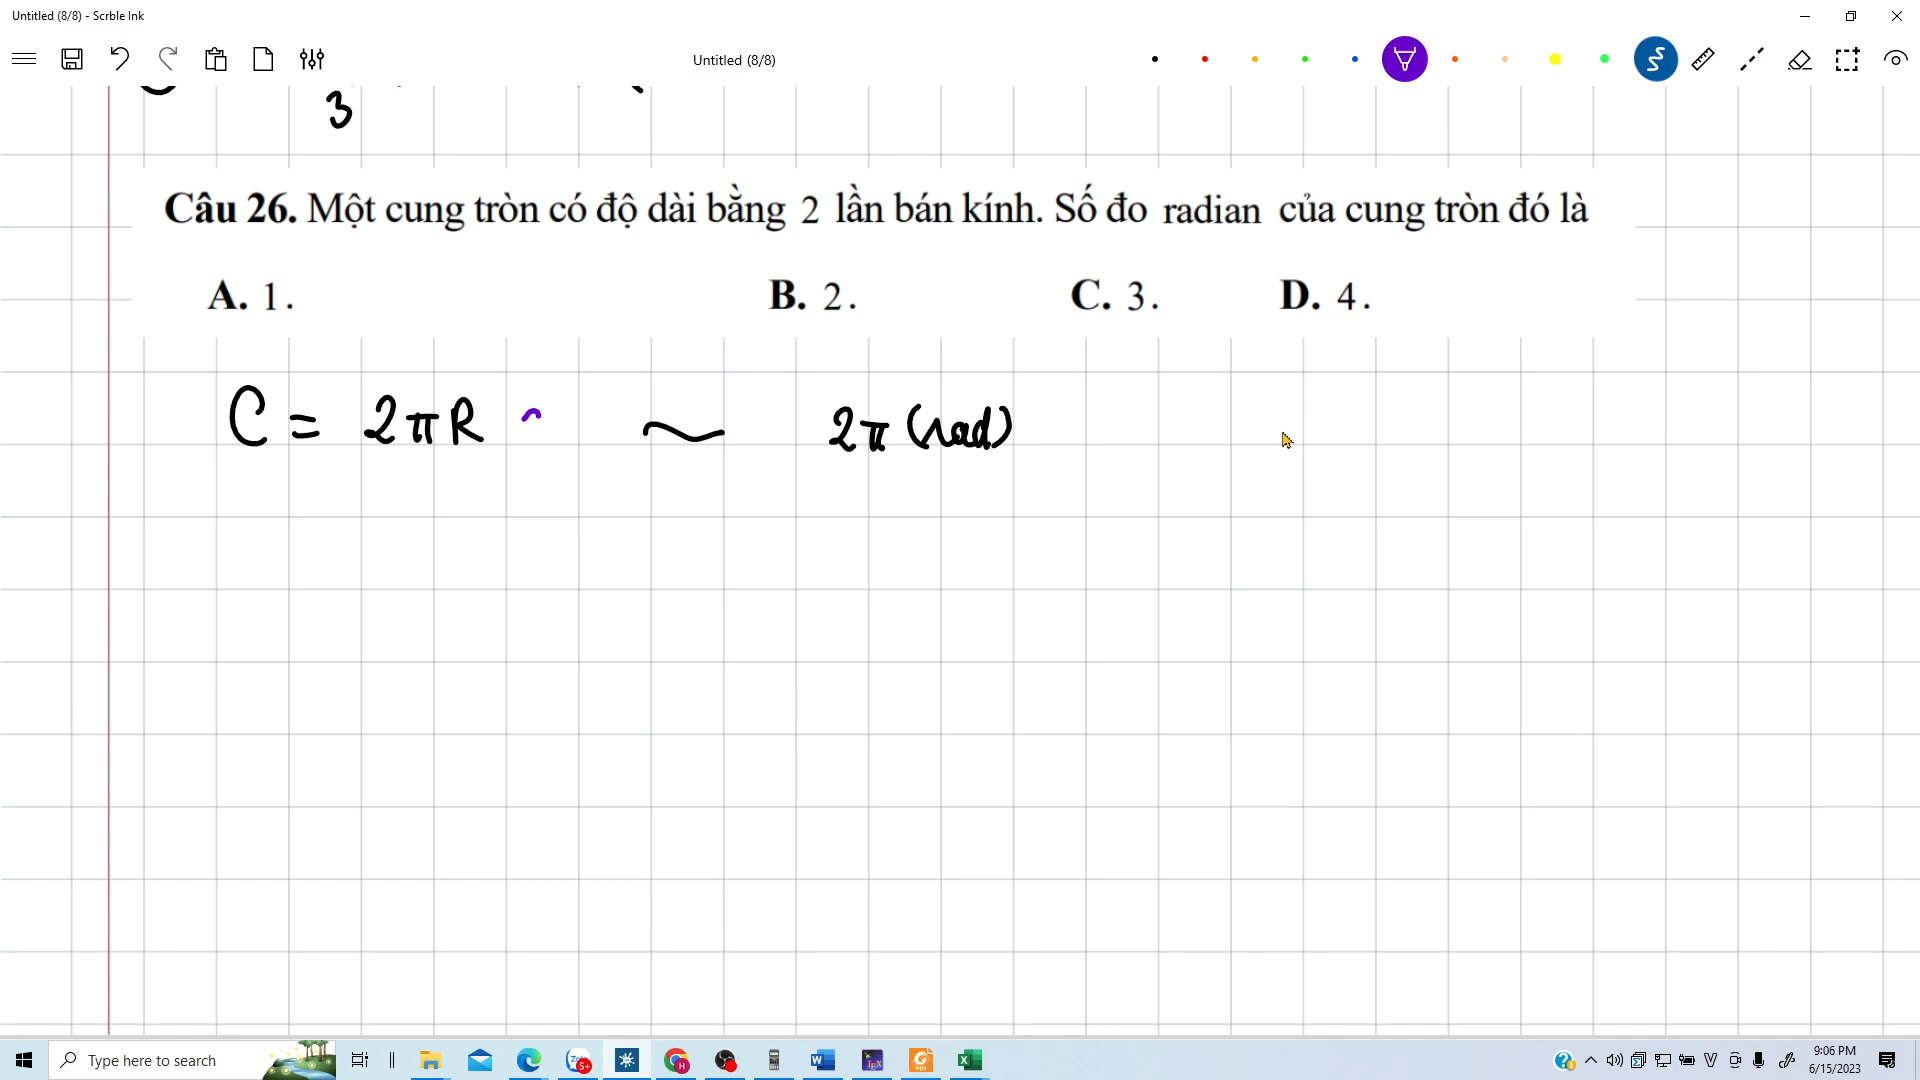 Untitled (8/8) - Scrble Ink
Untitled (8/8)
3
Câu 26. Một cung tròn có độ dài bằng 2 lần bán kính. Số đo radian của cung tròn đó là
A. 1. B. 2. C. 3. D. 4.
C = 2πR ~ 2π (rad)
Type here to search
9:06 PM
6/15/2023